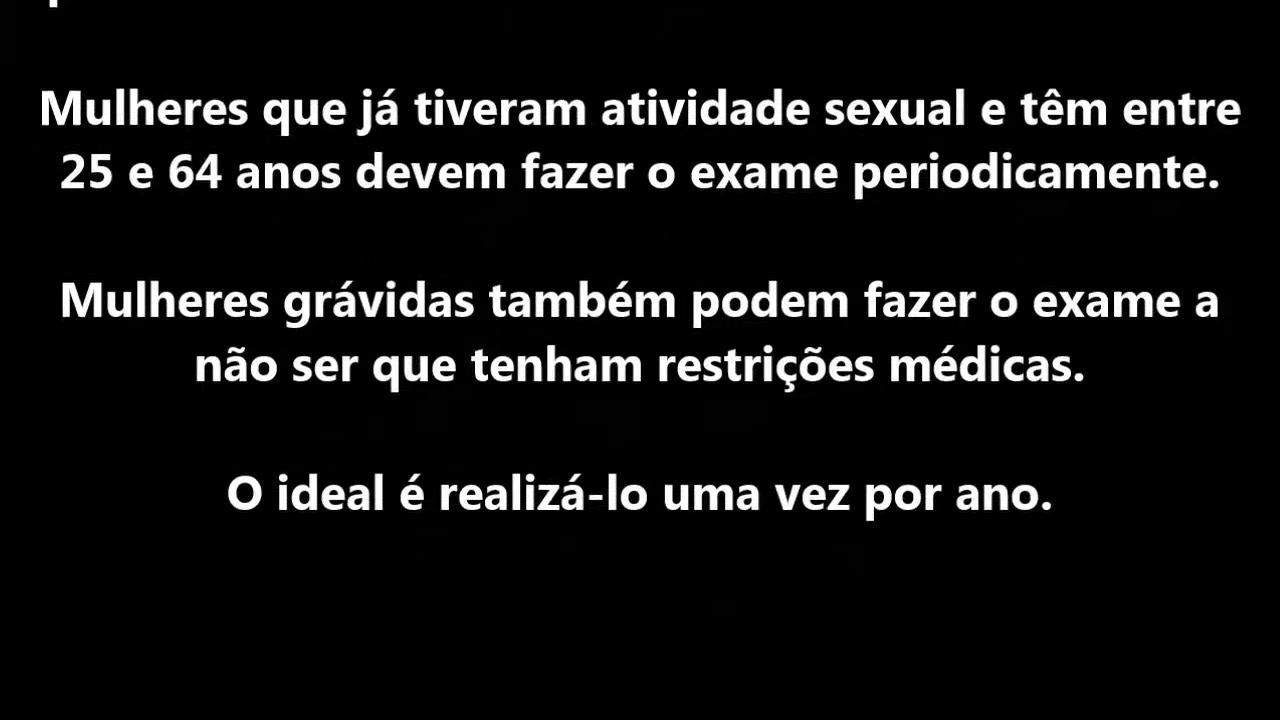 Mulheres que já tiveram atividade sexual e têm entre
25 e 64 anos devem fazer o exame periodicamente.
Mulheres grávidas também podem fazer o exame a
não ser que tenham restrições médicas.
O ideal é realizá-lo uma vez por ano.